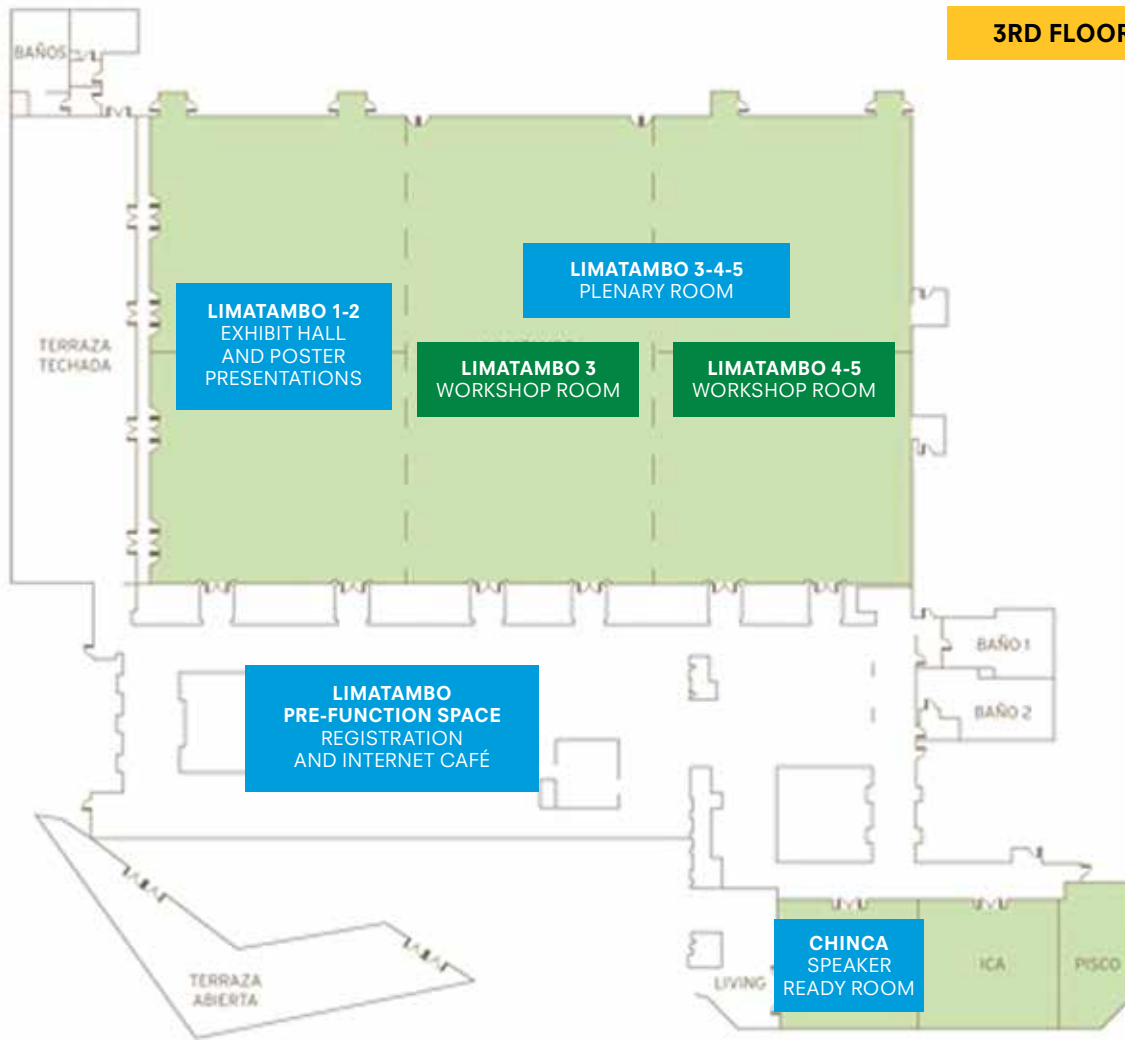 3RD FLOOR
BAÑOS
LIMATAMBO 3-4-5
PLENARY ROOM
LIMATAMBO 1-2
EXHIBIT HALL
AND POSTER
PRESENTATIONS
TERRAZA
TECHADA
LIMATAMBO 3
WORKSHOP ROOM
LIMATAMBO 4-5
WORKSHOP ROOM
BAÑO 1
BAÑO 2
LIMATAMBO
PRE-FUNCTION SPACE
REGISTRATION
AND INTERNET CAFÉ
CHINCA
SPEAKER
READY ROOM
ICA
PISCO
LIVING
TERRAZA
ABIERTA